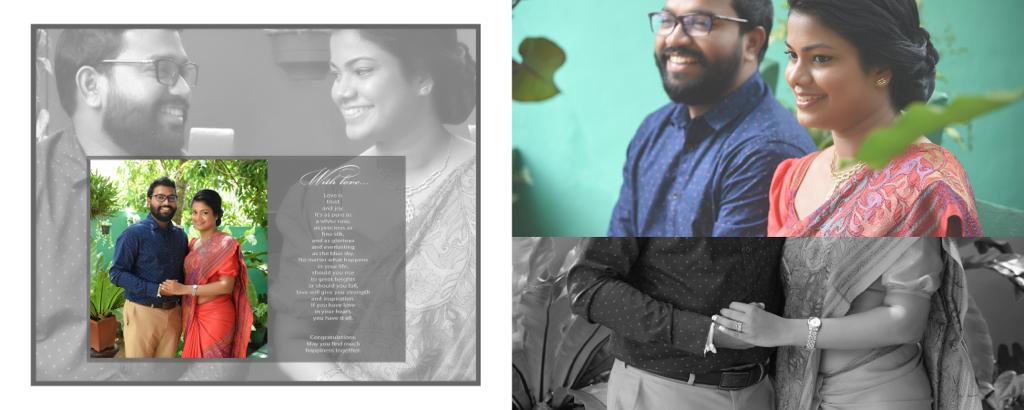 With love...
Love is
trust
and joy.
It's as pure as
a white rose,
as precious as
fine silk,
and as glorious
and everlasting
as the blue sky.
No matter what happens
in your life,
should you rise
to great heights
or should you fall,
love will give you strength
and inspiration.
If you have love
in your heart,
you have it all.
Congratulations.
May you find much
happiness together.